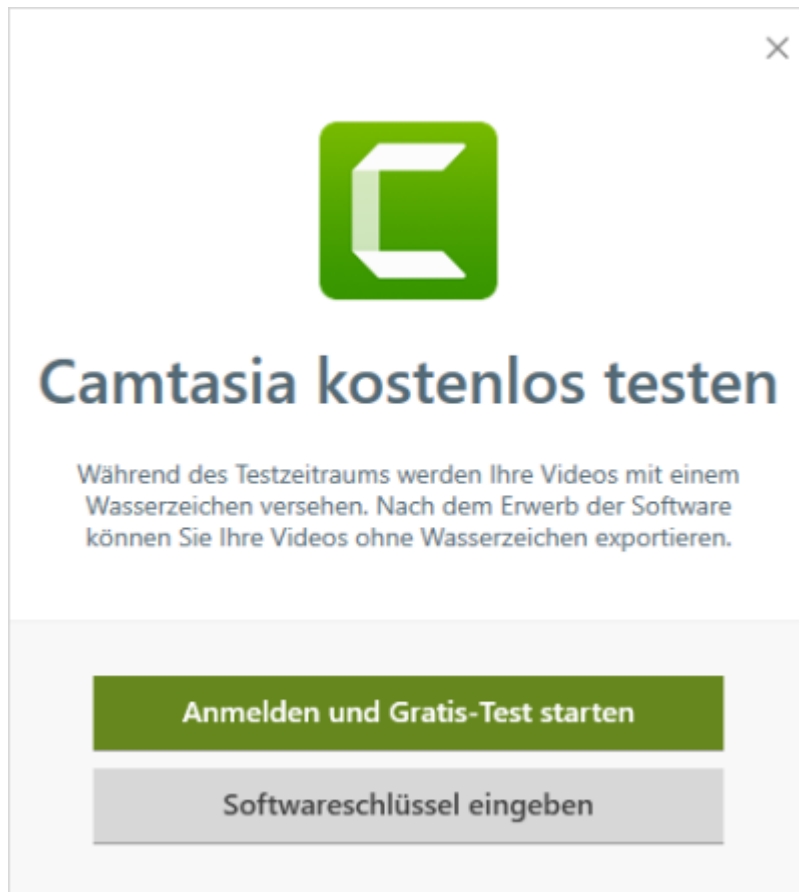 Camtasia kostenlos testen
Während des Testzeitraums werden Ihre Videos mit einem
Wasserzeichen versehen. Nach dem Erwerb der Software
können Sie Ihre Videos ohne Wasserzeichen exportieren.
Anmelden und Gratis-Test starten
Softwareschlüssel eingeben